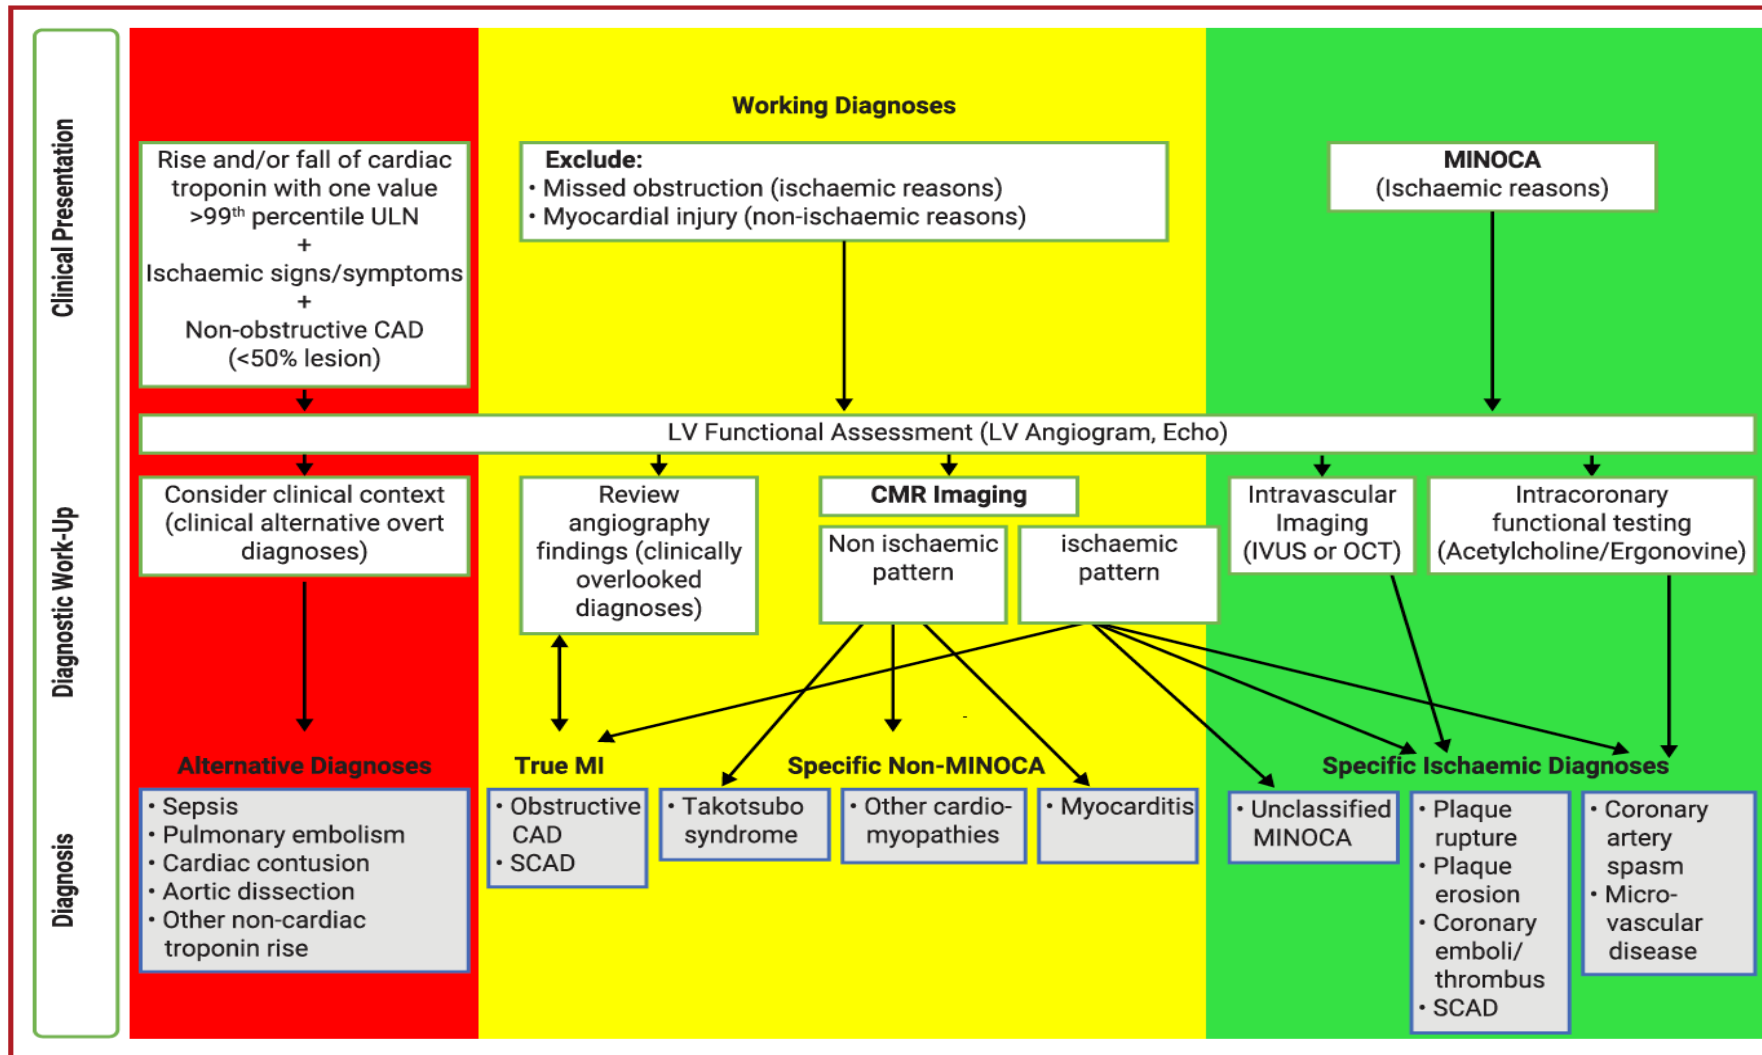 Clinical Presentation
Working Diagnoses
Rise and/or fall of cardiac
troponin with one value
>99th percentile ULN
+
Ischaemic signs/symptoms
+
Non-obstructive CAD
(<50% lesion)
Exclude:
• Missed obstruction (ischaemic reasons)
• Myocardial injury (non-ischaemic reasons)
MINOCA
(Ischaemic reasons)
LV Functional Assessment (LV Angiogram, Echo)
Diagnostic Work-Up
Consider clinical context
(clinical alternative overt
diagnoses)
Review
angiography
findings (clinically
overlooked
diagnoses)
CMR Imaging
Non ischaemic
pattern
ischaemic
pattern
Intravascular
Imaging
(IVUS or OCT)
Intracoronary
functional testing
(Acetylcholine/Ergonovine)
Diagnosis
Alternative Diagnoses
• Sepsis
• Pulmonary embolism
• Cardiac contusion
• Aortic dissection
• Other non-cardiac
troponin rise
True MI
• Obstructive
CAD
• SCAD
Specific Non-MINOCA
• Takotsubo
syndrome
• Other cardio-
myopathies
• Myocarditis
Specific Ischaemic Diagnoses
• Unclassified
MINOCA
• Plaque
rupture
• Plaque
erosion
• Coronary
emboli/
thrombus
• SCAD
• Coronary
artery
spasm
• Micro-
vascular
disease